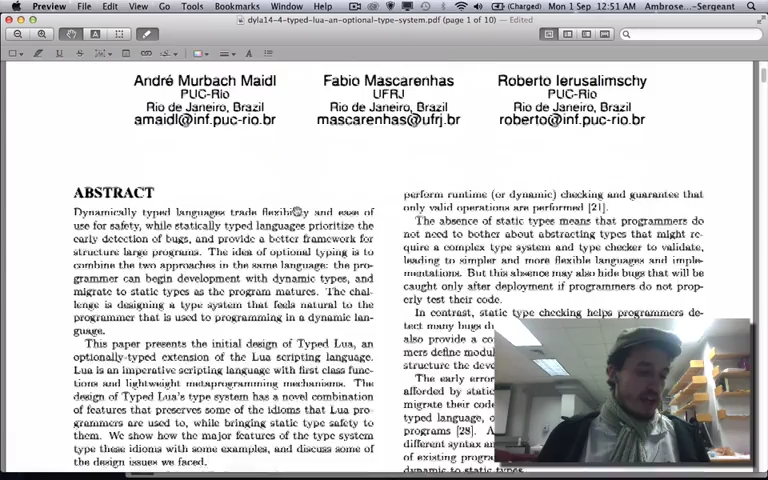 Preview File Edit View Go Tools Bookmarks Window Help (Charged) Mon 1 Sep 12:51 AM Ambrose...-Sergeant
dyla14-4-typed-lua-an-optional-type-system.pdf (page 1 of 10) — Edited
André Murbach Maidl
PUC-Rio
Rio de Janeiro, Brazil
amaidl@inf.puc-rio.br
Fabio Mascarenhas
UFRJ
Rio de Janeiro, Brazil
mascarenhas@ufrj.br
Roberto Ierusalimschy
PUC-Rio
Rio de Janeiro, Brazil
roberto@inf.puc-rio.br
ABSTRACT
Dynamically typed languages trade flexibility and ease of
use for safety, while statically typed languages prioritize the
early detection of bugs, and provide a better framework for
structure large programs. The idea of optional typing is to
combine the two approaches in the same language: the pro-
grammer can begin development with dynamic types, and
migrate to static types as the program matures. The chal-
lenge is designing a type system that feels natural to the
programmer that is used to programming in a dynamic lan-
guage.
This paper presents the initial design of Typed Lua, an
optionally-typed extension of the Lua scripting language.
Lua is an imperative scripting language with first class func-
tions and lightweight metaprogramming mechanisms. The
design of Typed Lua's type system has a novel combination
of features that preserves some of the idioms that Lua pro-
grammers are used to, while bringing static type safety to
them. We show how the major features of the type system
type these idioms with some examples, and discuss some of
the design issues we faced.
perform runtime (or dynamic) checking and guarantee that
only valid operations are performed [21].
The absence of static types means that programmers do
not need to bother about abstracting types that might re-
quire a complex type system and type checker to validate,
leading to simpler and more flexible languages and imple-
mentations. But this absence may also hide bugs that will be
caught only after deployment if programmers do not prop-
erly test their code.
In contrast, static type checking helps programmers de-
tect many bugs du
also provide a co
mers define modul
structure the deve
The early error
afforded by static
migrate their code
typed language, o
programs [28]. A
different syntax an
of existing progra
dynamic to static types.